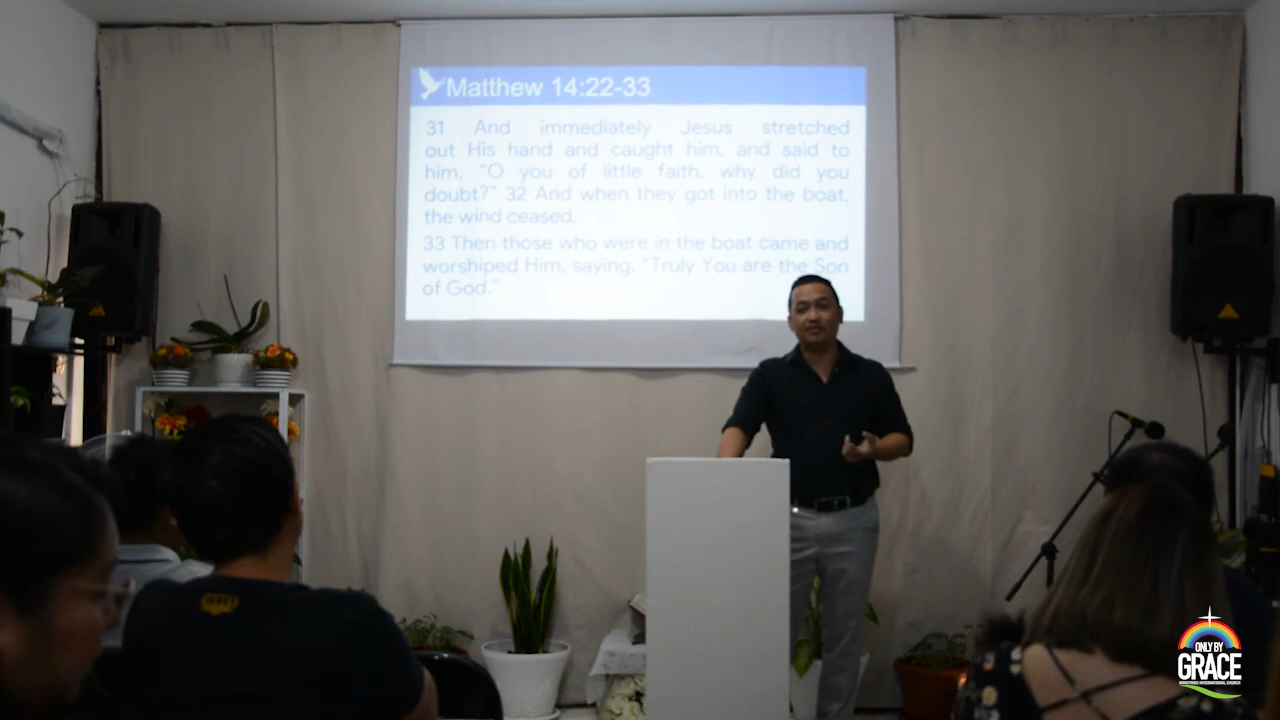 Matthew 14:22-33
31 And immediately Jesus stretched
out His hand and caught him, and said to
him, "O you of little faith, why did you
doubt?" 32 And when they got into the boat,
the wind ceased.
33 Then those who were in the boat came and
worshiped Him, saying, "Truly You are the Son
of God."
ONLY BY
GRACE
MINISTRIES INTERNATIONAL CHURCH